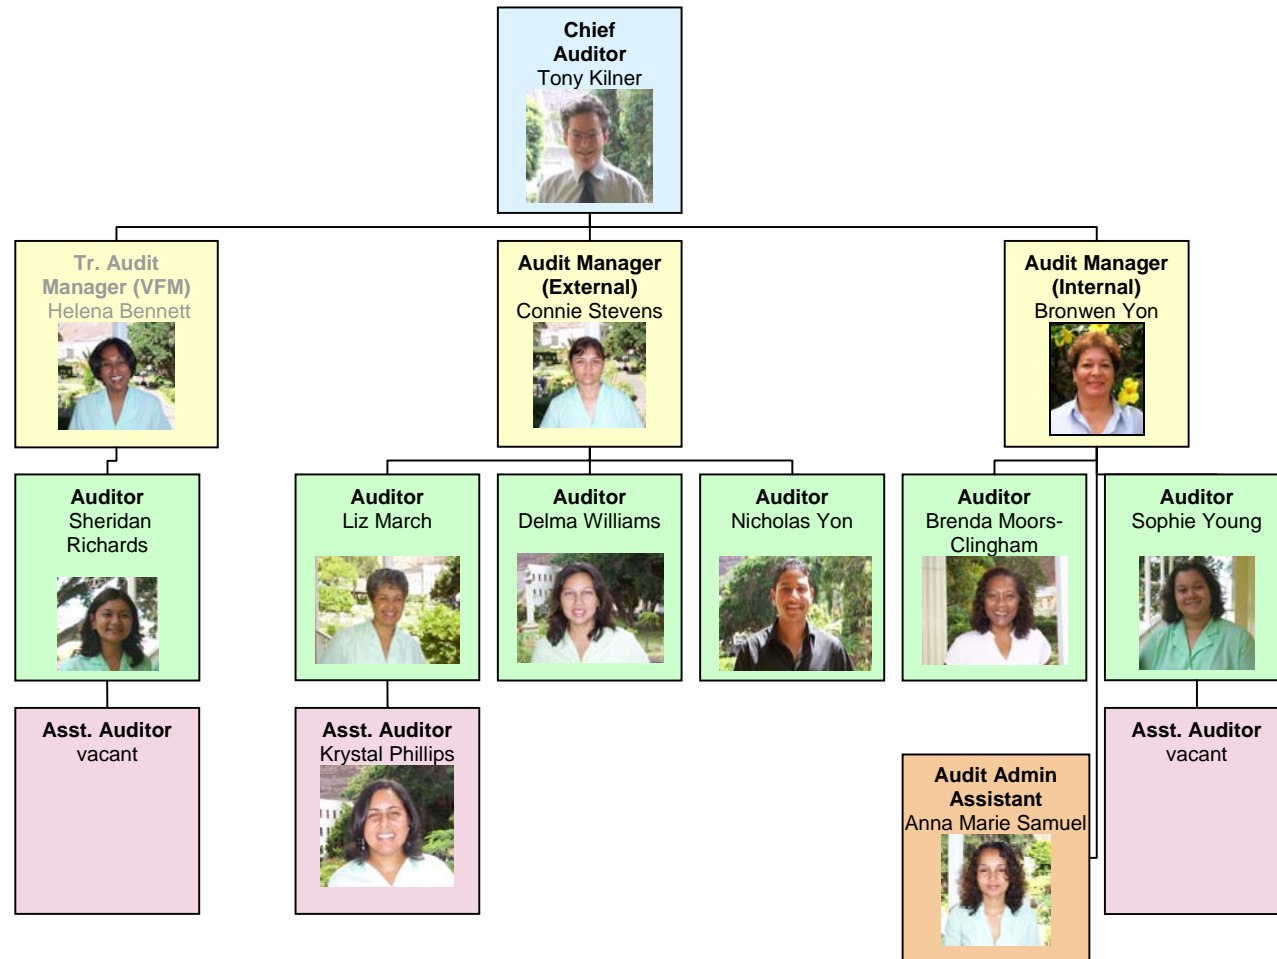 Chief
Auditor
Tony Kilner
Tr. Audit
Manager (VFM)
Helena Bennett
Audit Manager
(External)
Connie Stevens
Audit Manager
(Internal)
Bronwen Yon
Auditor
Sheridan
Richards
Auditor
Liz March
Auditor
Delma Williams
Auditor
Nicholas Yon
Auditor
Brenda Moors-
Clingham
Auditor
Sophie Young
Asst. Auditor
vacant
Asst. Auditor
Krystal Phillips
Audit Admin
Assistant
Anna Marie Samuel
Asst. Auditor
vacant